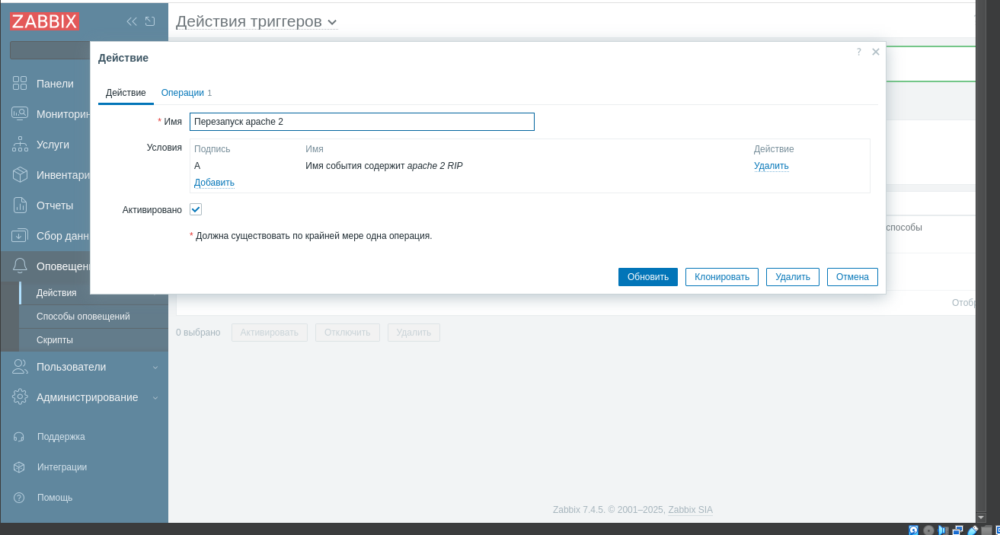 ZABBIX
Действия триггеров
Действие
?
Действие Операции 1
* Имя Перезапуск apache 2
Условия Подпись Имя Действие
A Имя события содержит apache 2 RIP Удалить
Добавить
Активировано
* Должна существовать по крайней мере одна операция.
Обновить Клонировать Удалить Отмена
Панели
Мониторин
Услуги
Инвентари
Отчеты
Сбор данн
Оповещен
Действия
Способы оповещений
Скрипты
Пользователи
Администрирование
Поддержка
Интеграции
Помощь
способы
Отобр
0 выбрано Активировать Отключить Удалить
Zabbix 7.4.5. © 2001–2025, Zabbix SIA